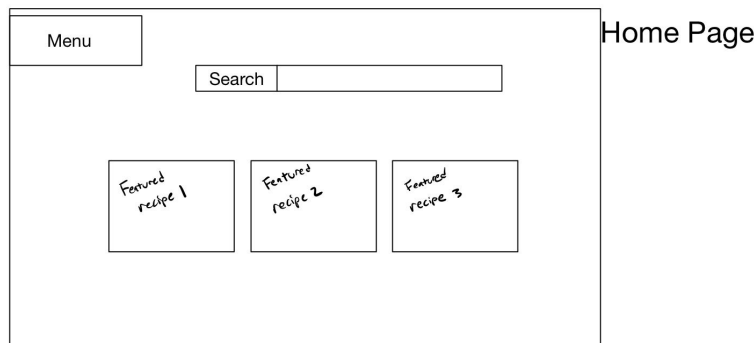 Menu
Home Page
Search
Featured
recipe 1
Featured
recipe 2
Featured
recipe 3